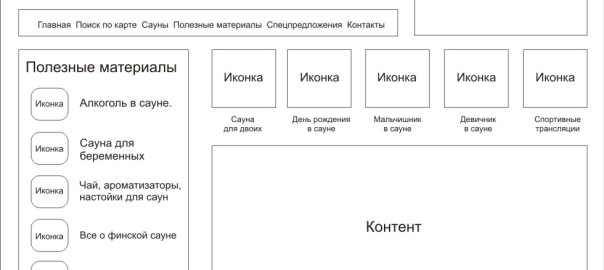 Главная Поиск по карте Сауны Полезные материалы Спецпредложения Контакты
Полезные материалы
Иконка
Алкоголь в сауне.
Иконка
Сауна для
беременных
Иконка
Чай, ароматизаторы,
настойки для саун
Иконка
Все о финской сауне
Иконка
Иконка
Иконка
Иконка
Иконка
Сауна
для двоих
День рождения
в сауне
Мальчишник
в сауне
Девичник
в сауне
Спортивные
трансляции
Контент